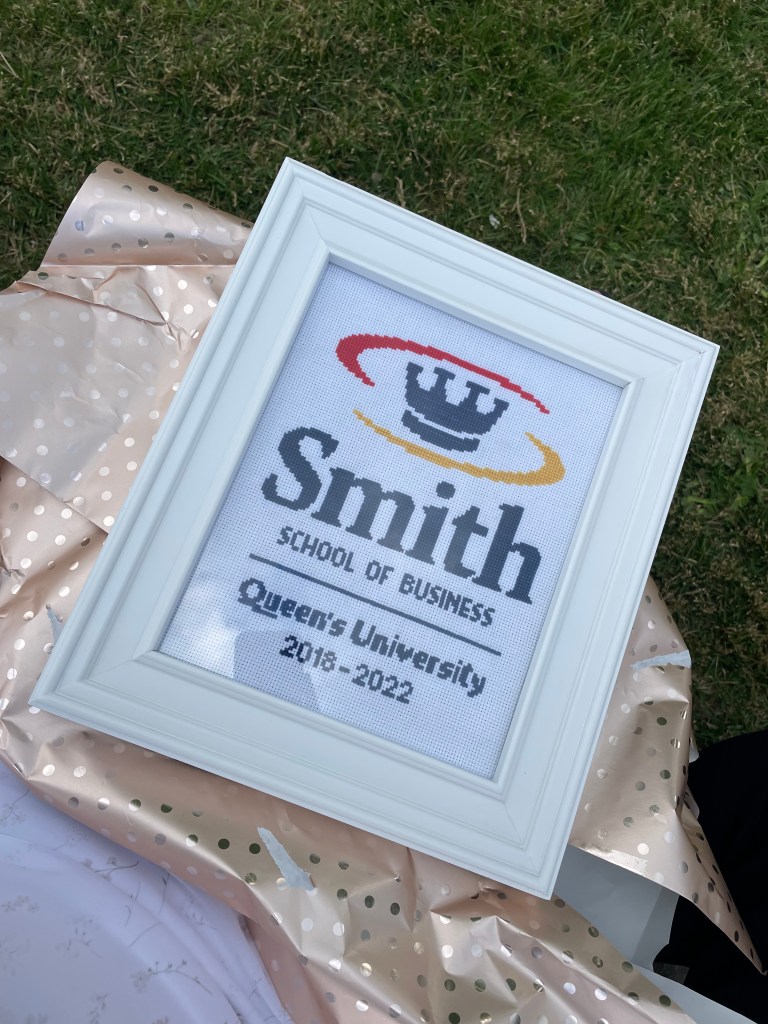 Smith
SCHOOL OF BUSINESS
Queen's University
2018-2022